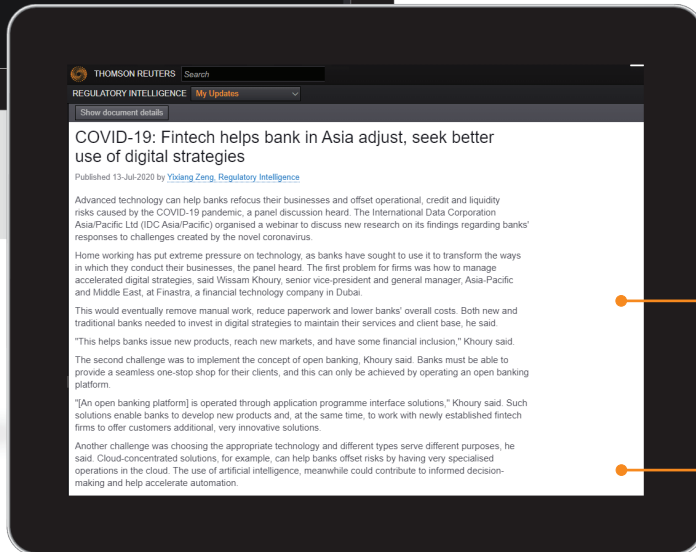 THOMSON REUTERS Search
REGULATORY INTELLIGENCE My Updates
Show document details
COVID-19: Fintech helps bank in Asia adjust, seek better
use of digital strategies
Published 13-Jul-2020 by Yixiang Zeng, Regulatory Intelligence
Advanced technology can help banks refocus their businesses and offset operational, credit and liquidity
risks caused by the COVID-19 pandemic, a panel discussion heard. The International Data Corporation
Asia/Pacific Ltd (IDC Asia/Pacific) organised a webinar to discuss new research on its findings regarding banks'
responses to challenges created by the novel coronavirus.
Home working has put extreme pressure on technology, as banks have sought to use it to transform the ways
in which they conduct their businesses, the panel heard. The first problem for firms was how to manage
accelerated digital strategies, said Wissam Khoury, senior vice-president and general manager, Asia-Pacific
and Middle East, at Finastra, a financial technology company in Dubai.
This would eventually remove manual work, reduce paperwork and lower banks' overall costs. Both new and
traditional banks needed to invest in digital strategies to maintain their services and client base, he said.
"This helps banks issue new products, reach new markets, and have some financial inclusion," Khoury said.
The second challenge was to implement the concept of open banking, Khoury said. Banks must be able to
provide a seamless one-stop shop for their clients, and this can only be achieved by operating an open banking
platform.
"[An open banking platform] is operated through application programme interface solutions," Khoury said. Such
solutions enable banks to develop new products and, at the same time, to work with newly established fintech
firms to offer customers additional, very innovative solutions.
Another challenge was choosing the appropriate technology and different types serve different purposes, he
said. Cloud-concentrated solutions, for example, can help banks offset risks by having very specialised
operations in the cloud. The use of artificial intelligence, meanwhile could contribute to informed decision-
making and help accelerate automation.